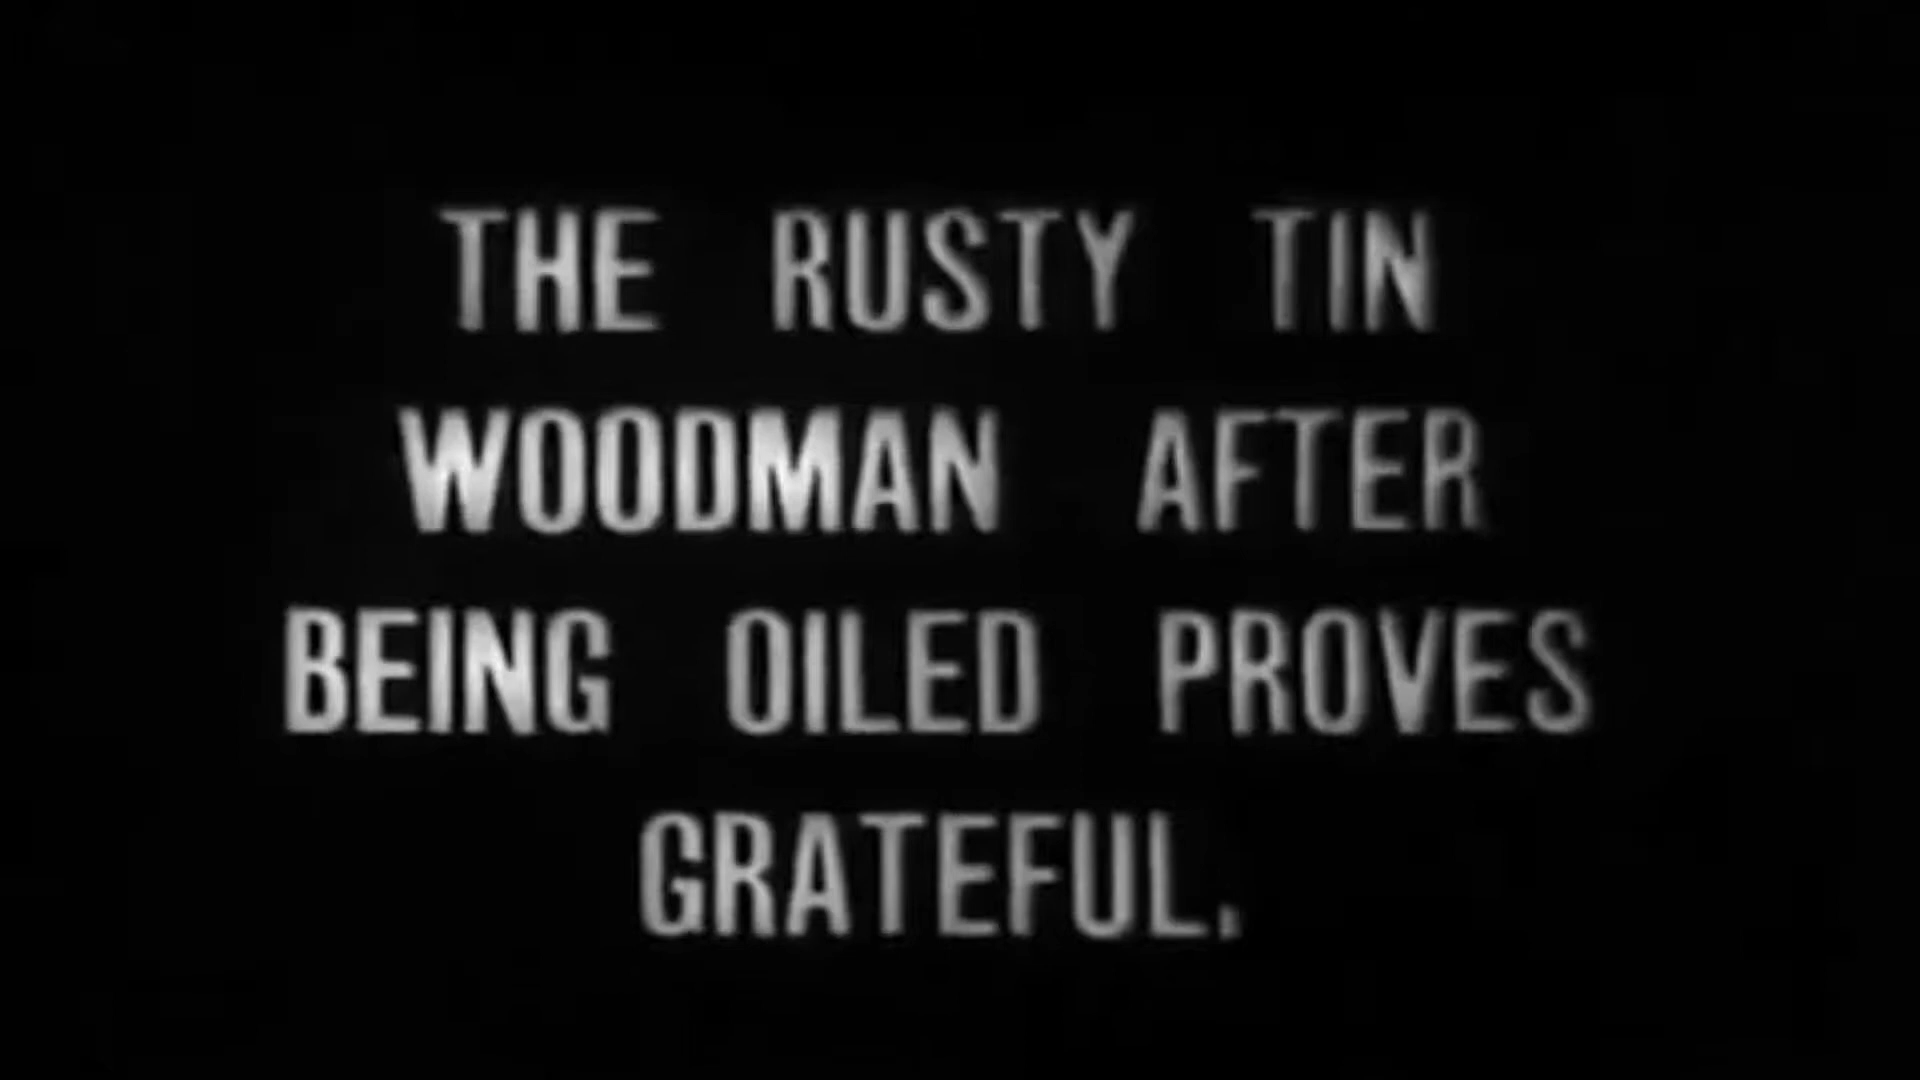 THE RUSTY TIN
WOODMAN AFTER
BEING OILED PROVES
GRATEFUL.